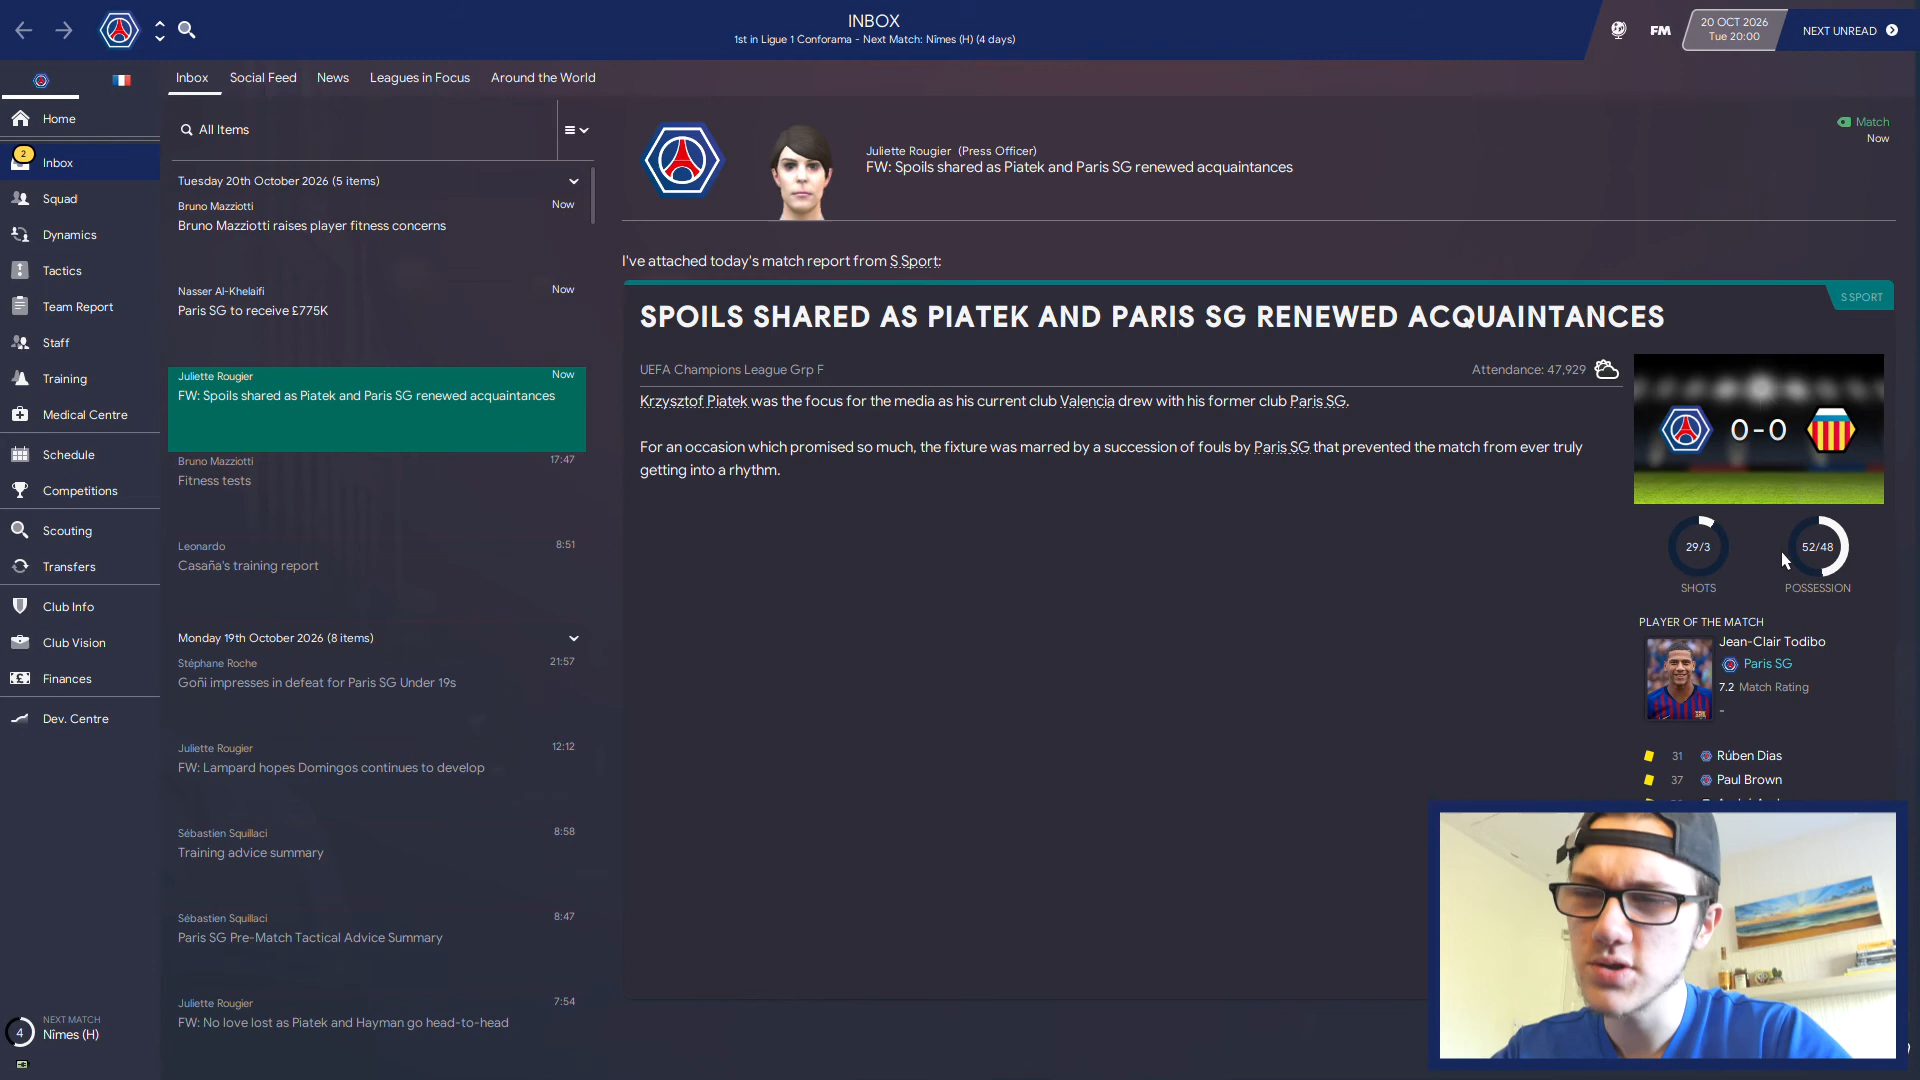 INBOX
1st in Ligue 1 Conforama - Next Match: Nîmes (H) (4 days)
FM
20 OCT 2026
Tue 20:00
NEXT UNREAD
Inbox
Social Feed
News
Leagues in Focus
Around the World
Home
2
Inbox
Squad
Dynamics
Tactics
Team Report
Staff
Training
Medical Centre
Schedule
Competitions
Scouting
Transfers
Club Info
Club Vision
Finances
Dev. Centre
4
NEXT MATCH
Nîmes (H)
All Items
Tuesday 20th October 2026 (5 items)
Bruno Mazziotti
Now
Bruno Mazziotti raises player fitness concerns
Nasser Al-Khelaifi
Now
Paris SG to receive £775K
Juliette Rougier
Now
FW: Spoils shared as Piatek and Paris SG renewed acquaintances
Bruno Mazziotti
17:47
Fitness tests
Leonardo
8:51
Casaña's training report
Monday 19th October 2026 (8 items)
Stéphane Roche
21:57
Goñi impresses in defeat for Paris SG Under 19s
Juliette Rougier
12:12
FW: Lampard hopes Domingos continues to develop
Sébastien Squillaci
8:58
Training advice summary
Sébastien Squillaci
8:47
Paris SG Pre-Match Tactical Advice Summary
Juliette Rougier
7:54
FW: No love lost as Piatek and Hayman go head-to-head
Juliette Rougier (Press Officer)
FW: Spoils shared as Piatek and Paris SG renewed acquaintances
Match
Now
I've attached today's match report from S Sport:
S SPORT
SPOILS SHARED AS PIATEK AND PARIS SG RENEWED ACQUAINTANCES
UEFA Champions League Grp F
Attendance: 47,929
Krzysztof Piatek was the focus for the media as his current club Valencia drew with his former club Paris SG.
For an occasion which promised so much, the fixture was marred by a succession of fouls by Paris SG that prevented the match from ever truly
getting into a rhythm.
0-0
29/3
SHOTS
52/48
POSSESSION
PLAYER OF THE MATCH
Jean-Clair Todibo
Paris SG
7.2 Match Rating
-
31 Rúben Dias
37 Paul Brown